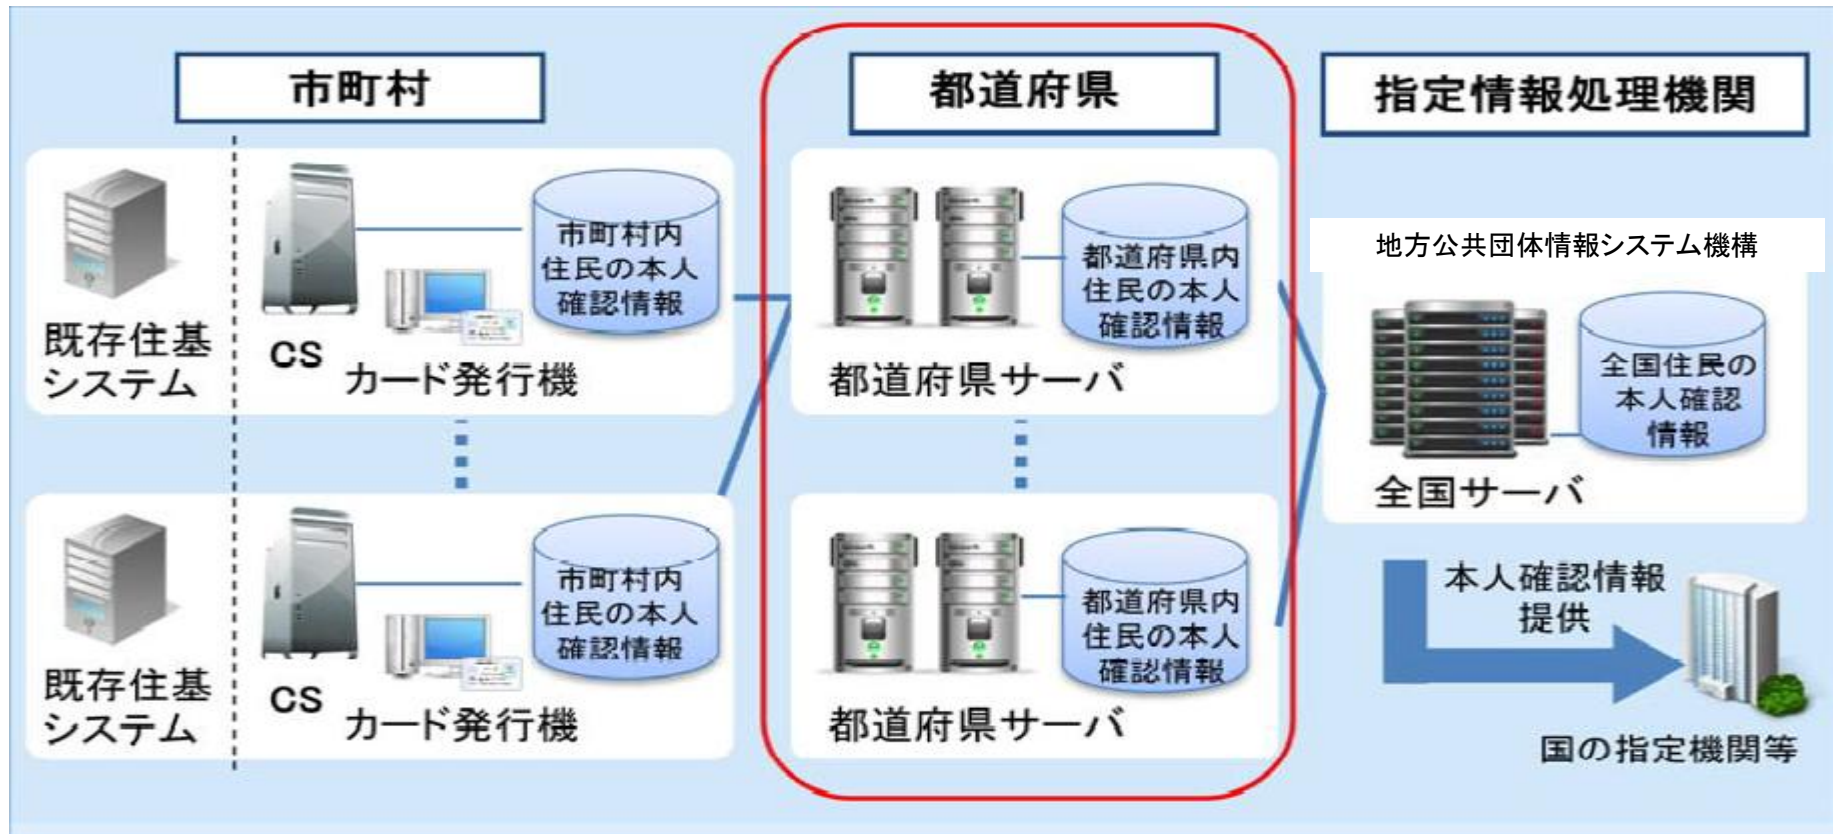 市町村
都道府県
指定情報処理機関
既存住基
システム
CS
カード発行機
市町村内
住民の本人
確認情報
都道府県サーバ
都道府県内
住民の本人
確認情報
地方公共団体情報システム機構
全国サーバ
全国住民の
本人確認
情報
既存住基
システム
CS
カード発行機
市町村内
住民の本人
確認情報
都道府県サーバ
都道府県内
住民の本人
確認情報
本人確認情報
提供
国の指定機関等